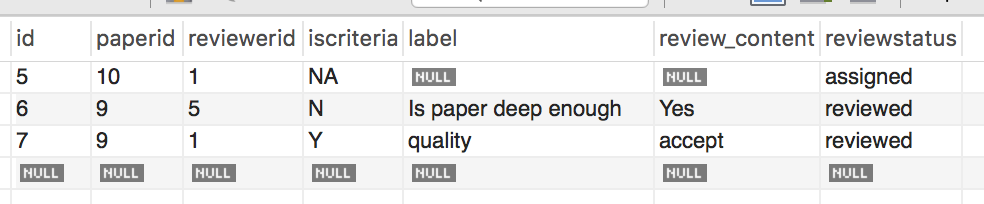 id paperid reviewerid iscriteria label review_content reviewstatus
5 10 1 NA NULL NULL assigned
6 9 5 N Is paper deep enough Yes reviewed
7 9 1 Y quality accept reviewed
NULL NULL NULL NULL NULL NULL NULL